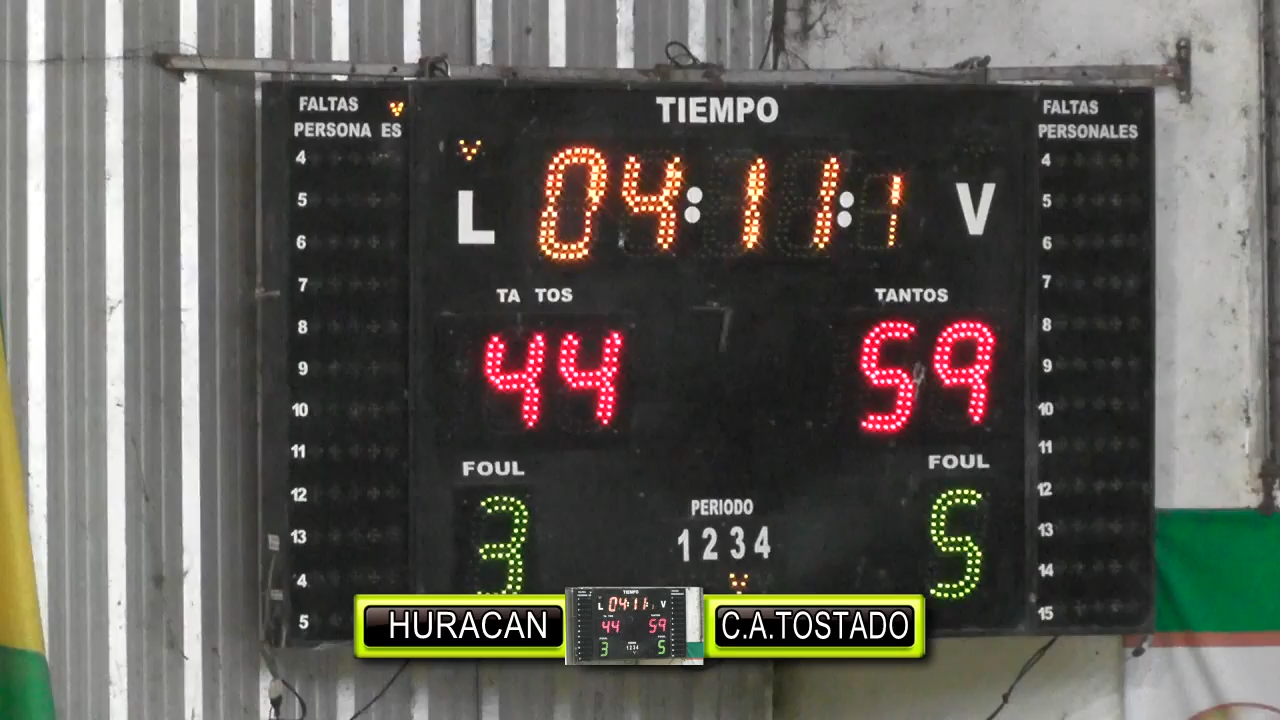 FALTAS
PERSONA ES
4
5
6
7
8
9
10
11
12
13
4
5
TIEMPO
L 04:11:1 V
TA TOS
44
TANTOS
59
FOUL
3
PERIODO
1 2 3 4
FOUL
5
FALTAS
PERSONALES
4
5
6
7
8
9
10
11
12
13
14
15
HURACAN
C.A.TOSTADO